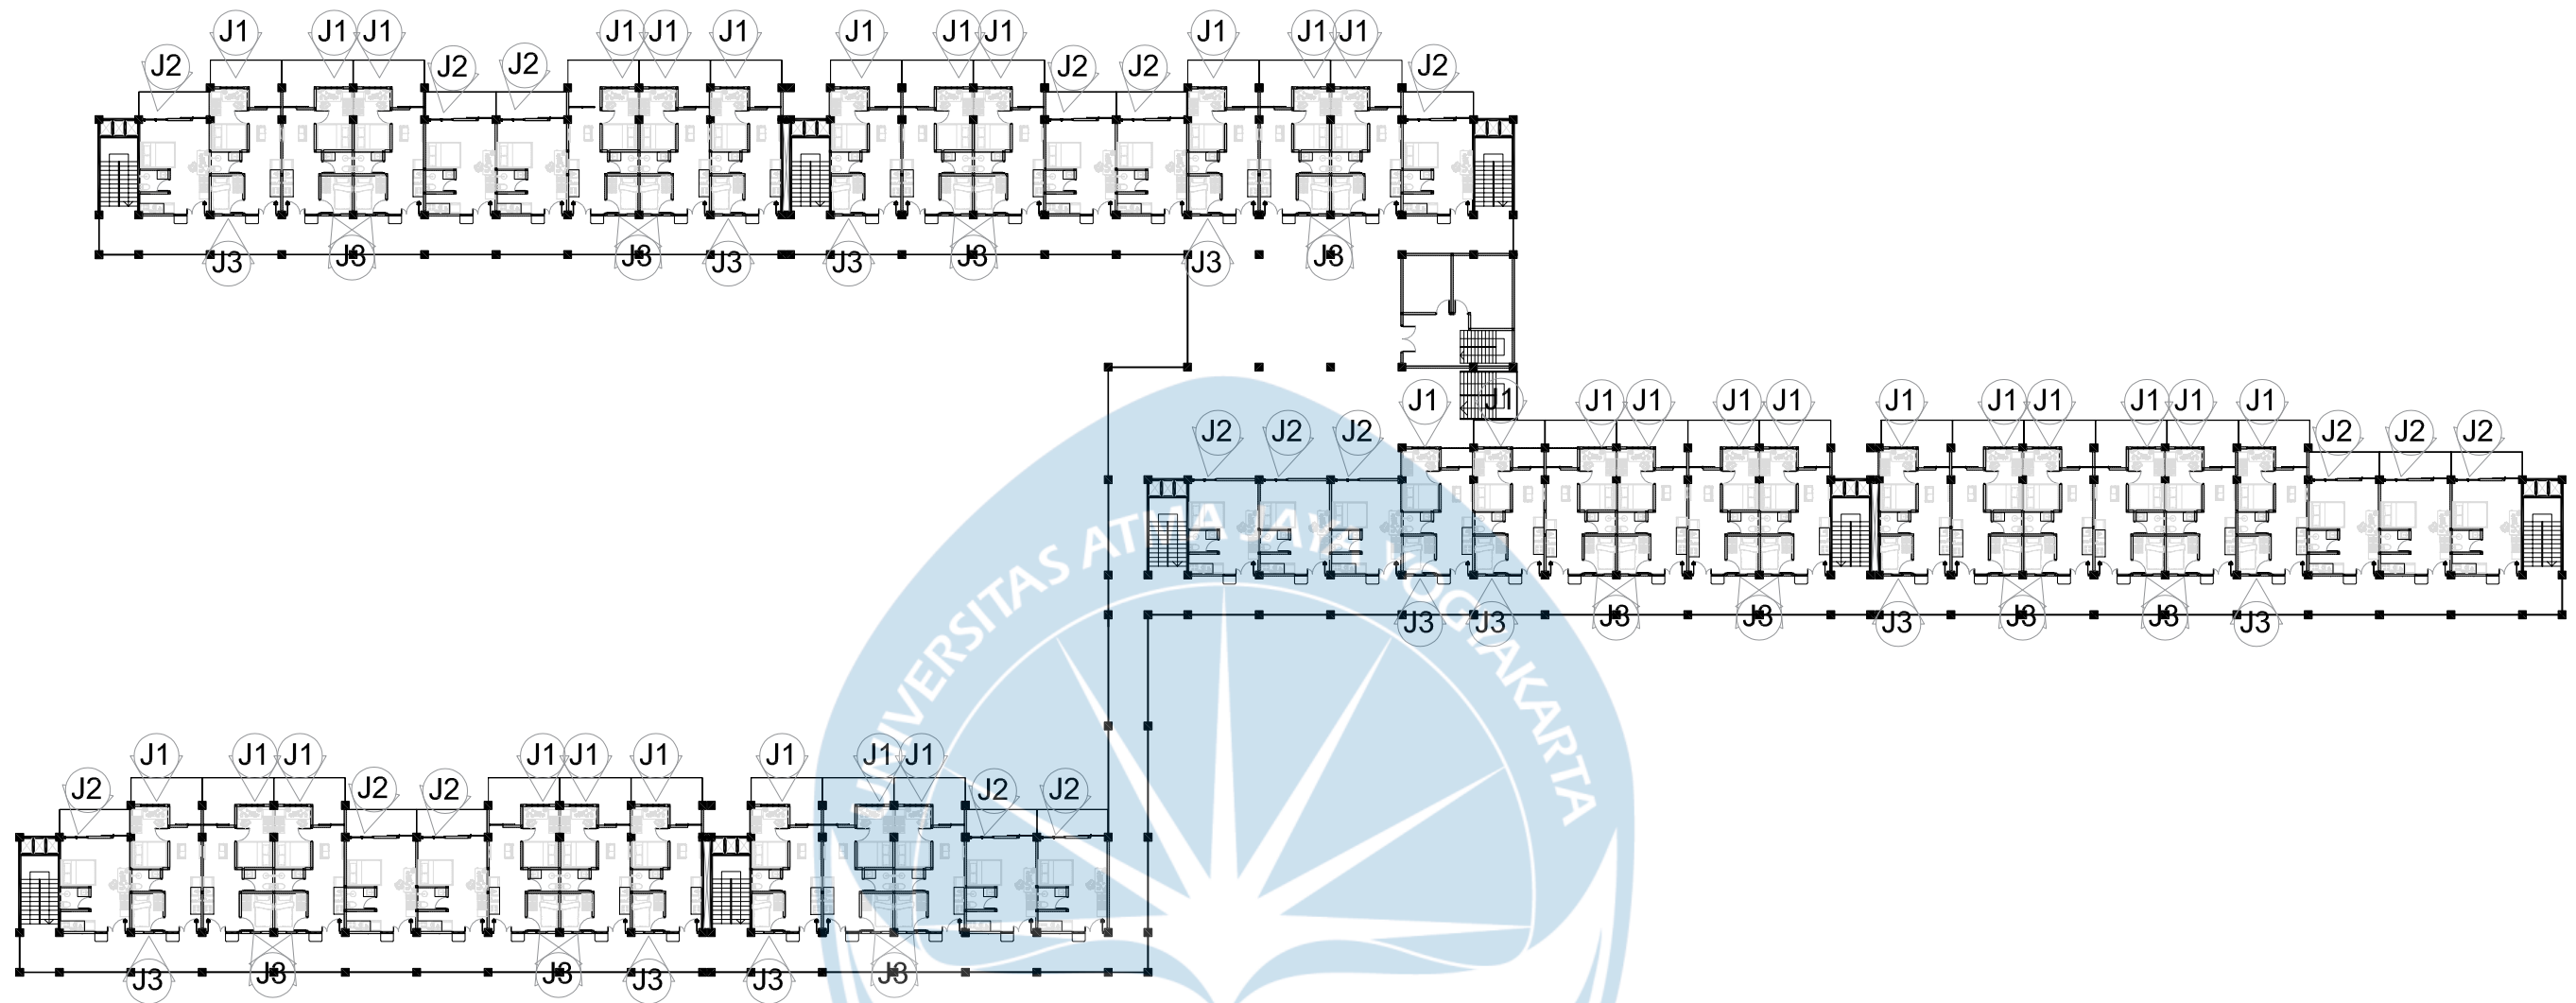 J1 J1 J1 J1 J1 J1 J1 J1 J1 J1 J1 J1
J2 J2 J2 J2 J2 J2
J3 J3 J3 J3 J3 J3 J3 J3
J1 J1 J1 J1 J1 J1 J1 J1 J1 J1 J1 J1
J2 J2 J2 J2 J2 J2
J3 J3 J3 J3 J3 J3 J3 J3
UNIVERSITAS ATMA JAYA YOGYAKARTA
J1 J1 J1 J1 J1 J1 J1 J1 J1
J2 J2 J2 J2 J2
J3 J3 J3 J3 J3 J3